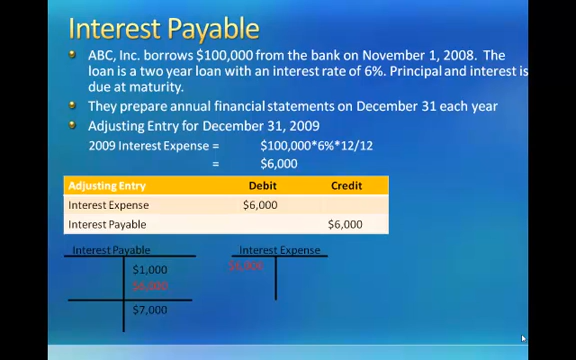 Interest Payable
ABC, Inc. borrows $100,000 from the bank on November 1, 2008. The
loan is a two year loan with an interest rate of 6%. Principal and interest is
due at maturity.
They prepare annual financial statements on December 31 each year
Adjusting Entry for December 31, 2009
2009 Interest Expense = $100,000*6%*12/12
= $6,000
Adjusting Entry Debit Credit
Interest Expense $6,000
Interest Payable $6,000
Interest Payable Interest Expense
$1,000 $6,000
$6,000
$7,000